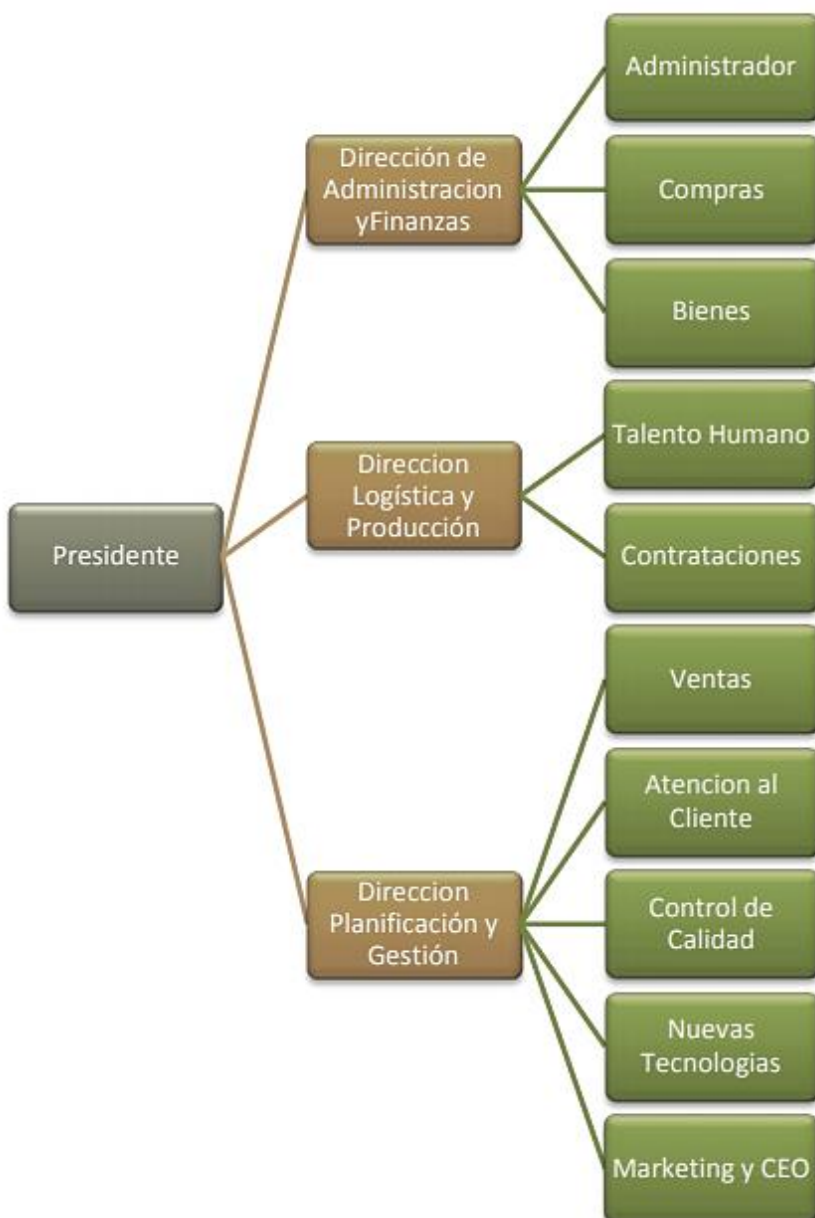 Presidente
Dirección de
Administracion
yFinanzas
Administrador
Compras
Bienes
Direccion
Logística y
Producción
Talento Humano
Contrataciones
Direccion
Planificación y
Gestión
Ventas
Atencion al
Cliente
Control de
Calidad
Nuevas
Tecnologias
Marketing y CEO